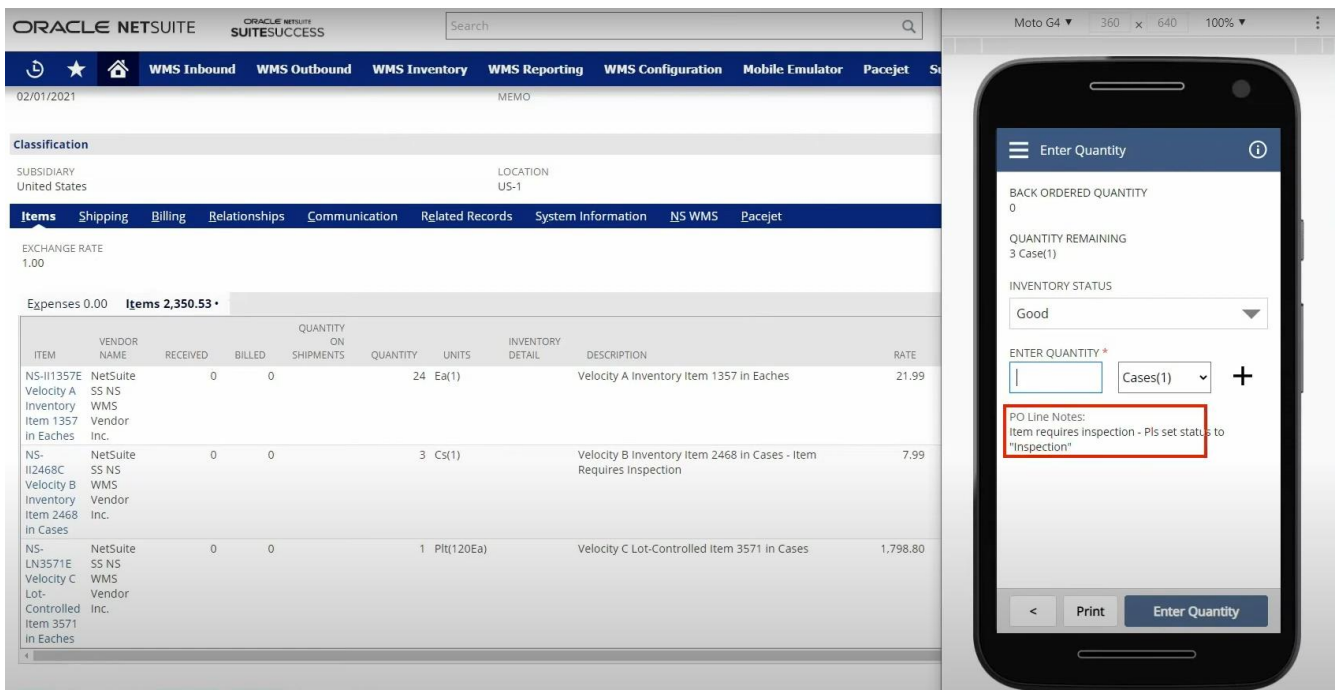 ORACLE NETSUITE
ORACLE NETSUITE
SUITESUCCESS
Search
WMS Inbound WMS Outbound WMS Inventory WMS Reporting WMS Configuration Mobile Emulator Pacejet
02/01/2021
MEMO
Classification
SUBSIDIARY
United States
LOCATION
US-1
Items Shipping Billing Relationships Communication Related Records System Information NS WMS Pacejet
EXCHANGE RATE
1.00
Expenses 0.00 Items 2,350.53 •
QUANTITY
VENDOR ON INVENTORY
ITEM NAME RECEIVED BILLED SHIPMENTS QUANTITY UNITS DETAIL DESCRIPTION RATE
NS-II1357E NetSuite 0 0 24 Ea(1) Velocity A Inventory Item 1357 in Eaches 21.99
Velocity A SS NS
Inventory WMS
Item 1357 Vendor
in Eaches Inc.
NS- NetSuite 0 0 3 Cs(1) Velocity B Inventory Item 2468 in Cases - Item 7.99
II2468C SS NS Requires Inspection
Velocity B WMS
Inventory Vendor
Item 2468 Inc.
in Cases
NS- NetSuite 0 0 1 Plt(120Ea) Velocity C Lot-Controlled Item 3571 in Cases 1,798.80
LN3571E SS NS
Velocity C WMS
Lot- Vendor
Controlled Inc.
Item 3571
in Eaches
Moto G4 ▼ 360 x 640 100% ▼
Enter Quantity
BACK ORDERED QUANTITY
0
QUANTITY REMAINING
3 Case(1)
INVENTORY STATUS
Good
ENTER QUANTITY *
Cases(1) +
PO Line Notes:
Item requires inspection - Pls set status to
"Inspection"
< Print Enter Quantity